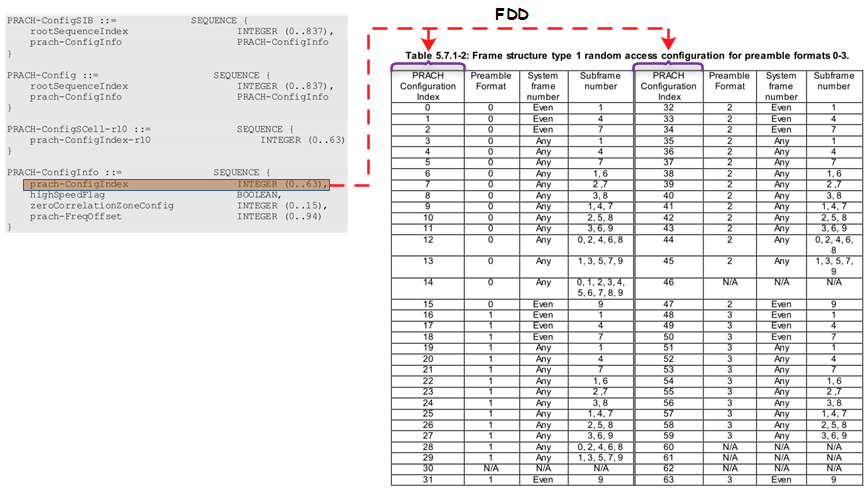 FDD
PRACH-ConfigSIB ::= SEQUENCE {
rootSequenceIndex INTEGER (0..837),
prach-ConfigInfo PRACH-ConfigInfo
}
PRACH-Config ::= SEQUENCE {
rootSequenceIndex INTEGER (0..837),
prach-ConfigInfo PRACH-ConfigInfo
}
PRACH-ConfigSCell-r10 ::= SEQUENCE {
prach-ConfigIndex-r10 INTEGER (0..63)
}
PRACH-ConfigInfo ::= SEQUENCE {
prach-ConfigIndex INTEGER (0..63),
highSpeedFlag BOOLEAN,
zeroCorrelationZoneConfig INTEGER (0..15),
prach-FreqOffset INTEGER (0..94)
}
Table 5.7.1-2: Frame structure type 1 random access configuration for preamble formats 0-3.
PRACH Preamble System Subframe PRACH Preamble System Subframe
Configuration Format frame number Configuration Format frame number
Index number Index number
0 0 Even 1 32 2 Even 1
1 0 Even 4 33 2 Even 4
2 0 Even 7 34 2 Even 7
3 0 Any 1 35 2 Any 1
4 0 Any 4 36 2 Any 4
5 0 Any 7 37 2 Any 7
6 0 Any 1, 6 38 2 Any 1, 6
7 0 Any 2 ,7 39 2 Any 2 ,7
8 0 Any 3, 8 40 2 Any 3, 8
9 0 Any 1, 4, 7 41 2 Any 1, 4, 7
10 0 Any 2, 5, 8 42 2 Any 2, 5, 8
11 0 Any 3, 6, 9 43 2 Any 3, 6, 9
12 0 Any 0, 2, 4, 6, 8 44 2 Any 0, 2, 4, 6,
8
13 0 Any 1, 3, 5, 7, 9 45 2 Any 1, 3, 5, 7,
9
14 0 Any 0, 1, 2, 3, 4, 46 N/A N/A N/A
5, 6, 7, 8, 9
15 0 Even 9 47 2 Even 9
16 1 Even 1 48 3 Even 1
17 1 Even 4 49 3 Even 4
18 1 Even 7 50 3 Even 7
19 1 Any 1 51 3 Any 1
20 1 Any 4 52 3 Any 4
21 1 Any 7 53 3 Any 7
22 1 Any 1, 6 54 3 Any 1, 6
23 1 Any 2 ,7 55 3 Any 2 ,7
24 1 Any 3, 8 56 3 Any 3, 8
25 1 Any 1, 4, 7 57 3 Any 1, 4, 7
26 1 Any 2, 5, 8 58 3 Any 2, 5, 8
27 1 Any 3, 6, 9 59 3 Any 3, 6, 9
28 1 Any 0, 2, 4, 6, 8 60 N/A N/A N/A
29 1 Any 1, 3, 5, 7, 9 61 N/A N/A N/A
30 N/A N/A N/A 62 N/A N/A N/A
31 1 Even 9 63 3 Even 9